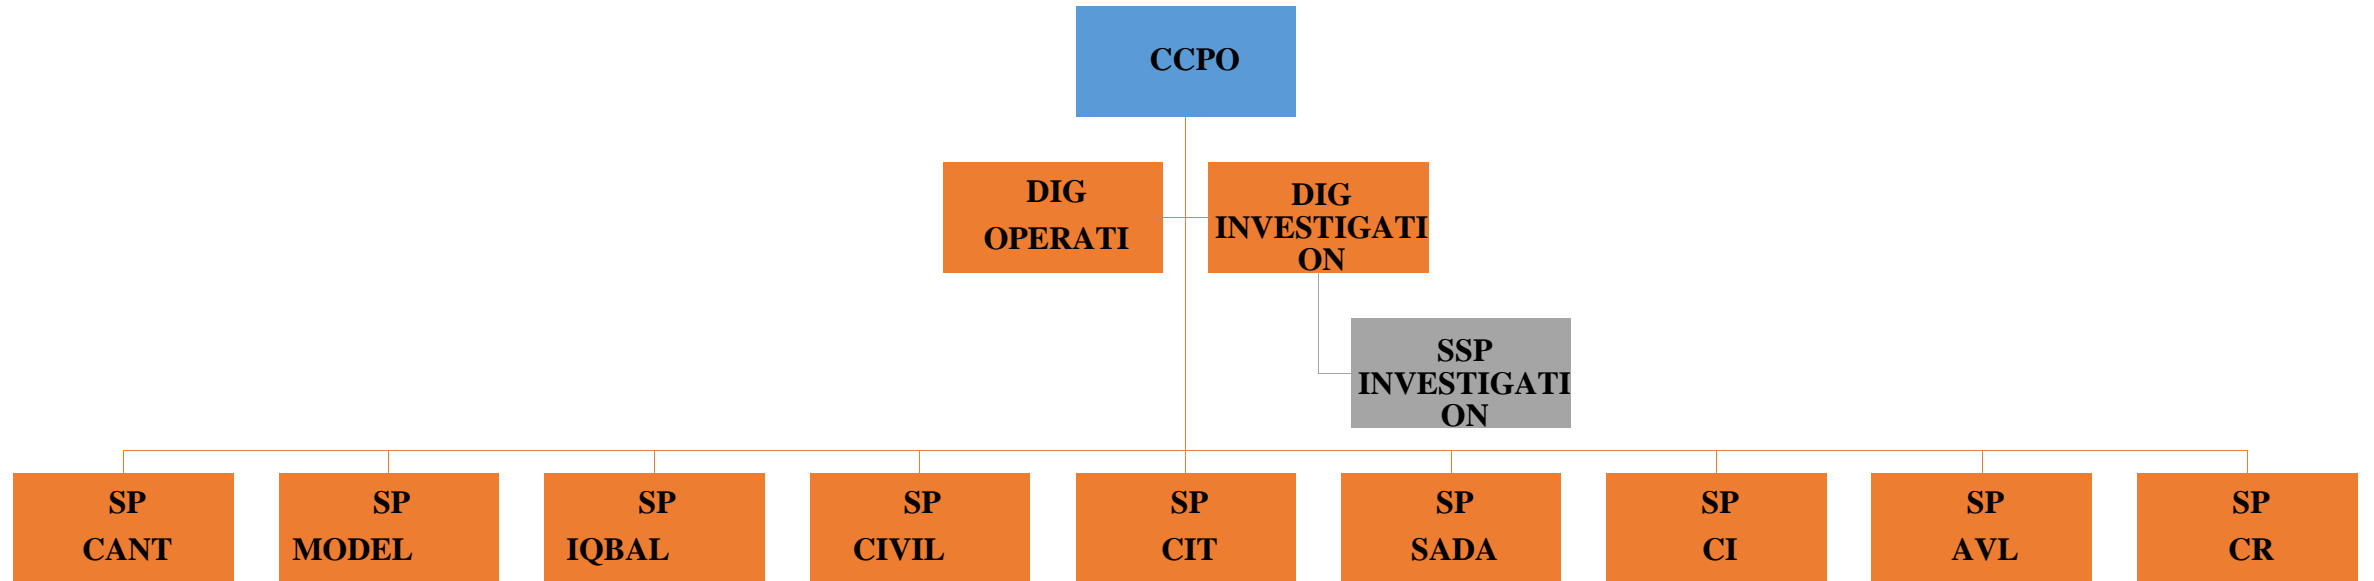 CCPO
DIG
OPERATI
DIG
INVESTIGATI
ON
SSP
INVESTIGATI
ON
SP
CANT
SP
MODEL
SP
IQBAL
SP
CIVIL
SP
CIT
SP
SADA
SP
CI
SP
AVL
SP
CR